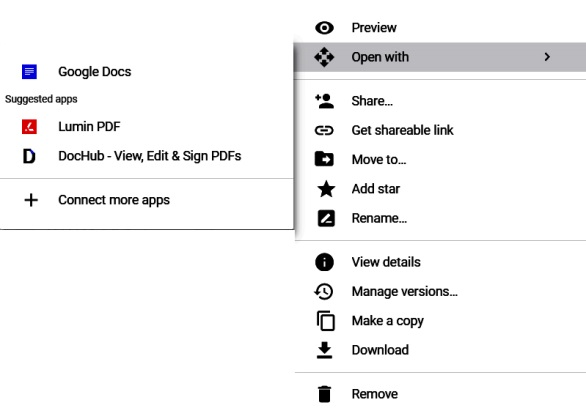 Preview
Open with
Google Docs
Suggested apps
Lumin PDF
DocHub - View, Edit & Sign PDFs
Connect more apps
Share...
Get shareable link
Move to...
Add star
Rename...
View details
Manage versions...
Make a copy
Download
Remove